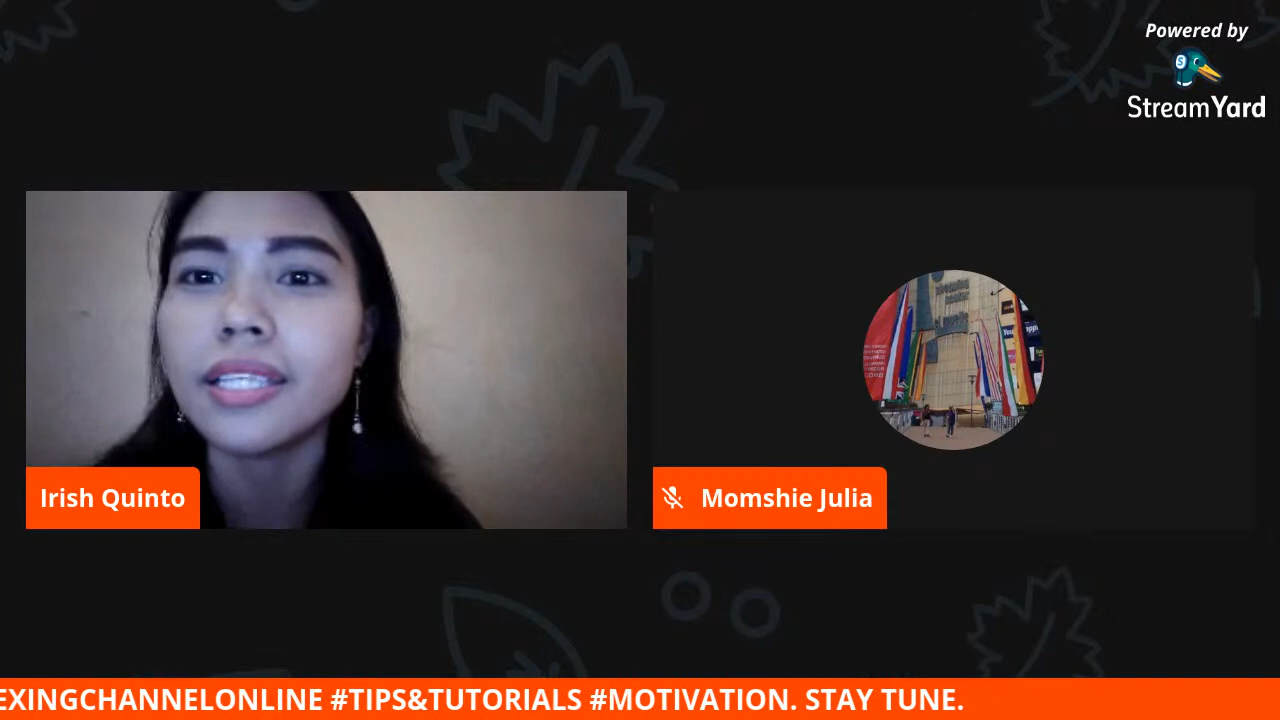 Powered by
StreamYard
Irish Quinto
Momshie Julia
EXINGCHANNELONLINE #TIPS&TUTORIALS #MOTIVATION. STAY TUNE.